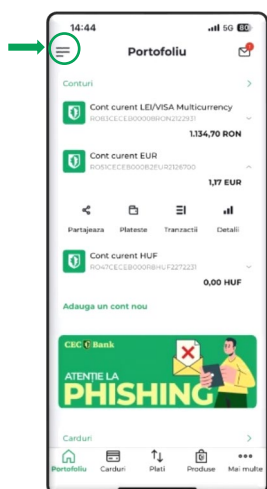 14:44 5G 80
Portofoliu
Conturi
Cont curent LEI/VISA Multicurrency
1.134,70 RON
Cont curent EUR
1,17 EUR
Partajeaza Plateste Tranzactii Detalii
Cont curent HUF
0,00 HUF
Adauga un cont nou
CEC Bank
ATENȚIE LA
PHISHING
Carduri
Portofoliu Carduri Plati Produse Mai multe